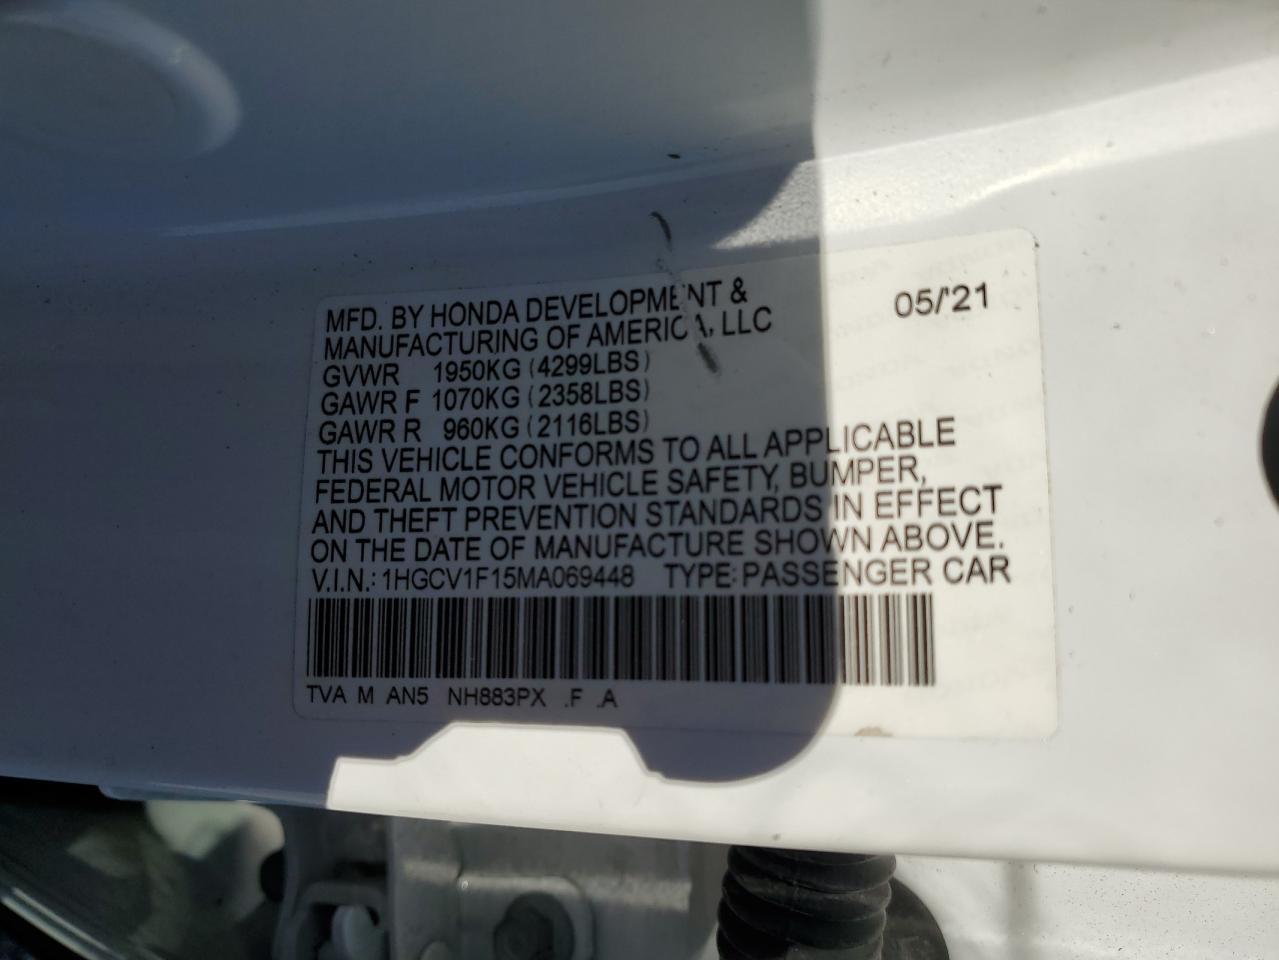 MFD. BY HONDA DEVELOPMENT & 05/'21
MANUFACTURING OF AMERICA, LLC
GVWR 1950KG (4299LBS)
GAWR F 1070KG (2358LBS)
GAWR R 960KG (2116LBS)
THIS VEHICLE CONFORMS TO ALL APPLICABLE
FEDERAL MOTOR VEHICLE SAFETY, BUMPER,
AND THEFT PREVENTION STANDARDS IN EFFECT
ON THE DATE OF MANUFACTURE SHOWN ABOVE.
V.I.N.: 1HGCV1F15MA069448 TYPE: PASSENGER CAR
TVA M AN5 NH883PX .F .A